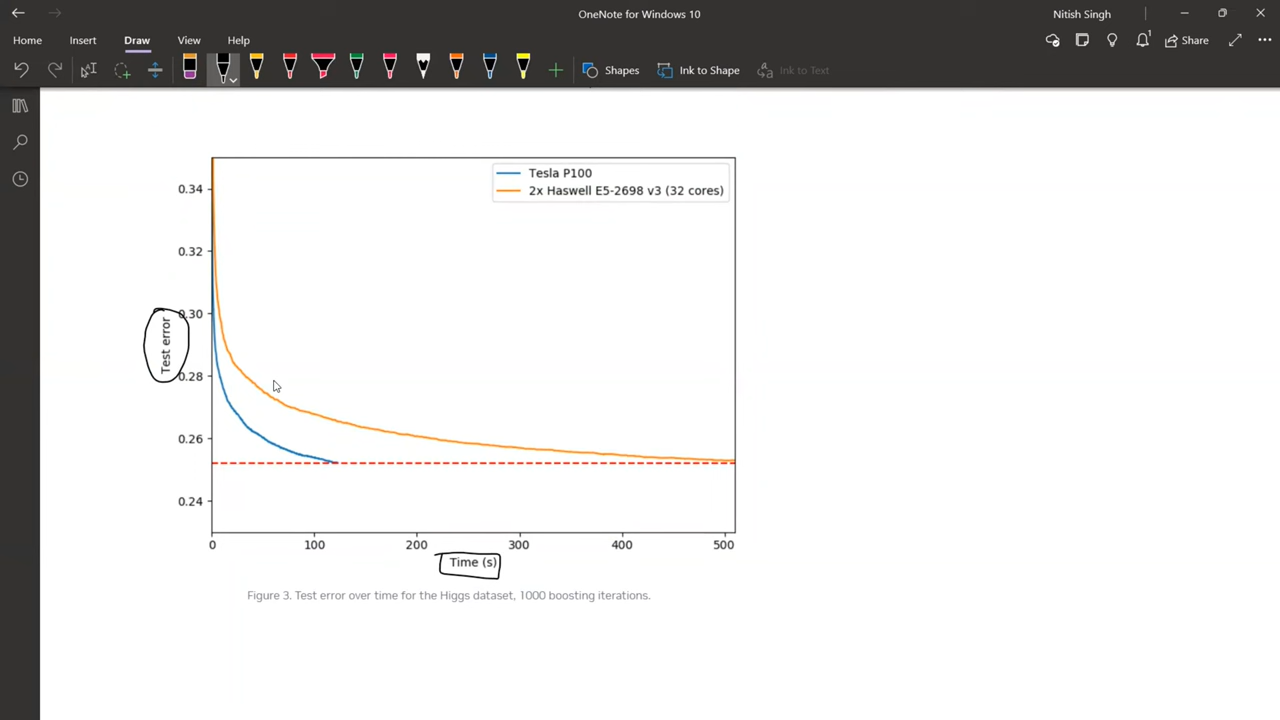 OneNote for Windows 10
Nitish Singh
Home Insert Draw View Help
Share
Shapes Ink to Shape Ink to Text
Tesla P100
2x Haswell E5-2698 v3 (32 cores)
0.34
0.32
0.30
0.28
0.26
0.24
Test error
0 100 200 300 400 500
Time (s)
Figure 3. Test error over time for the Higgs dataset, 1000 boosting iterations.